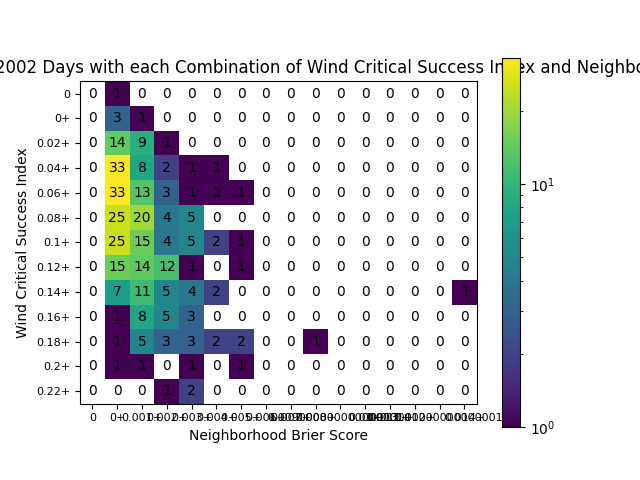 2002 Days with each Combination of Wind Critical Success Index and Neighbo
Wind Critical Success Index
0 0 1 0 0 0 0 0 0 0 0 0 0 0 0 0 0
0+ 0 3 1 0 0 0 0 0 0 0 0 0 0 0 0 0 0
0.02+ 0 14 9 1 0 0 0 0 0 0 0 0 0 0 0 0 0
0.04+ 0 33 8 2 1 1 0 0 0 0 0 0 0 0 0 0 0
0.06+ 0 33 13 3 1 1 1 0 0 0 0 0 0 0 0 0 0
0.08+ 0 25 20 4 5 0 0 0 0 0 0 0 0 0 0 0 0
0.1+ 0 25 15 4 5 2 1 0 0 0 0 0 0 0 0 0 0
0.12+ 0 15 14 12 1 0 1 0 0 0 0 0 0 0 0 0 0
0.14+ 0 7 11 5 4 2 0 0 0 0 0 0 0 0 0 0 1
0.16+ 0 1 8 5 3 0 0 0 0 0 0 0 0 0 0 0 0
0.18+ 0 1 5 3 3 2 2 0 0 1 0 0 0 0 0 0 0
0.2+ 0 1 1 0 1 0 1 0 0 0 0 0 0 0 0 0 0
0.22+ 0 0 0 1 2 0 0 0 0 0 0 0 0 0 0 0 0
0 0+
Neighborhood Brier Score
10^1
10^0